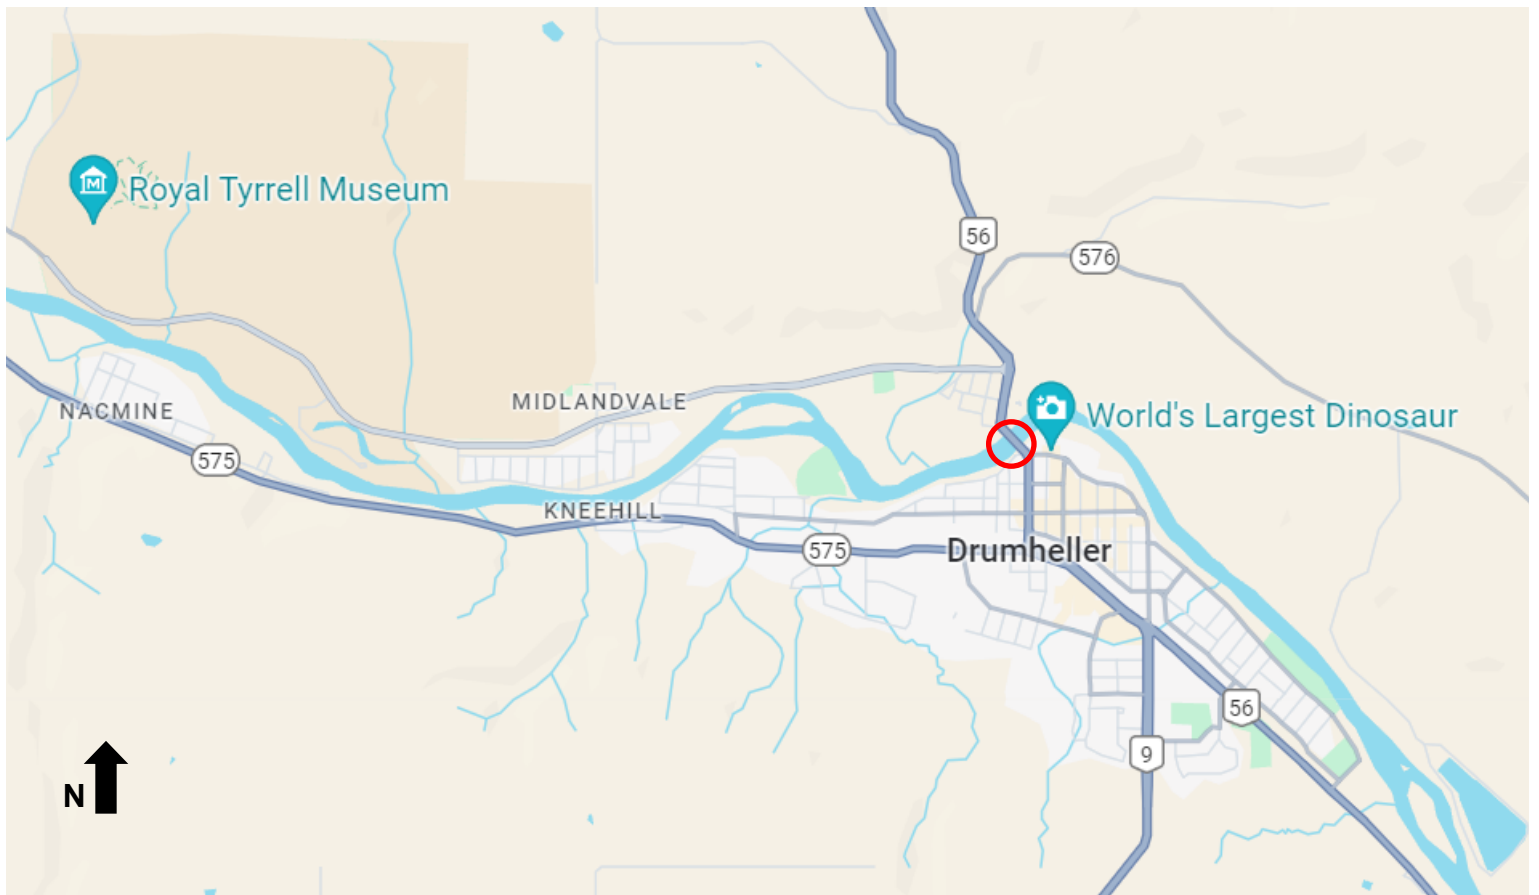 Royal Tyrrell Museum
56
576
MIDLANDVALE
World's Largest Dinosaur
NACMINE
575
KNEEHILL
575
Drumheller
56
9
N